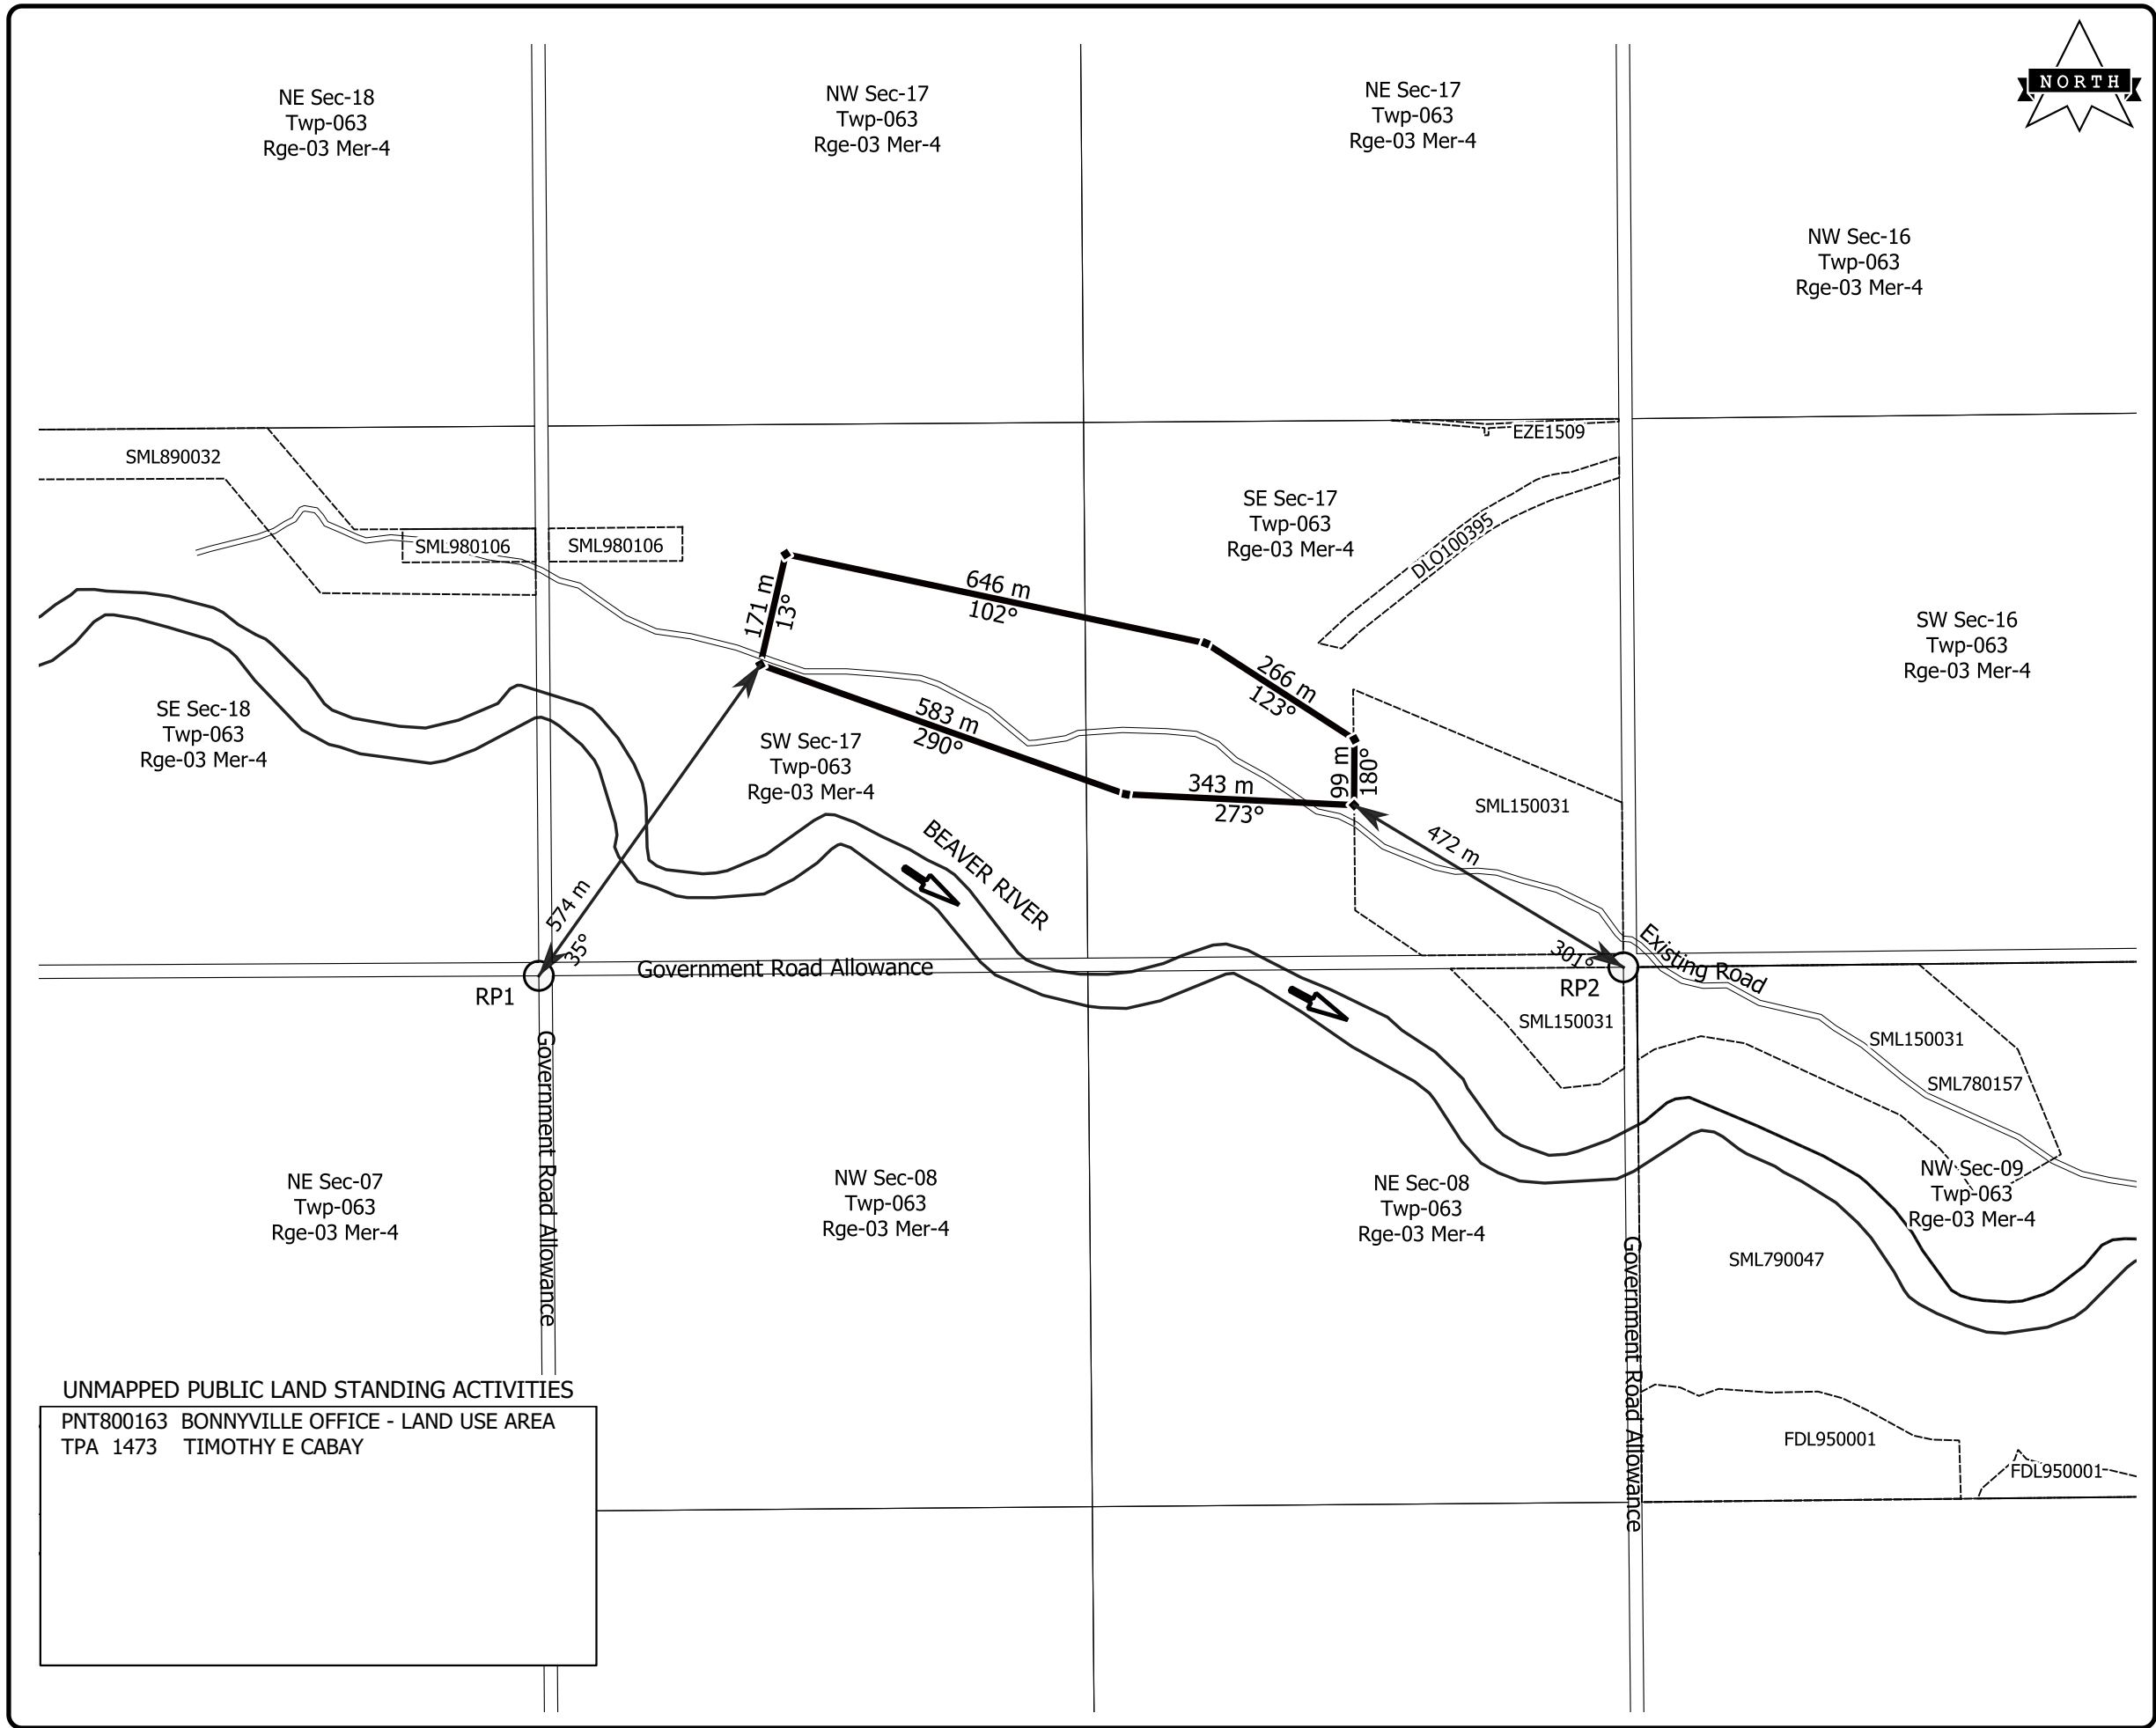 NORTH
NE Sec-18
Twp-063
Rge-03 Mer-4
NW Sec-17
Twp-063
Rge-03 Mer-4
NE Sec-17
Twp-063
Rge-03 Mer-4
NW Sec-16
Twp-063
Rge-03 Mer-4
EZE1509
SML890032
SML980106
SML980106
SE Sec-17
Twp-063
Rge-03 Mer-4
DLO100395
171 m
13°
646 m
102°
266 m
123°
99 m
180°
583 m
290°
343 m
273°
SW Sec-16
Twp-063
Rge-03 Mer-4
SE Sec-18
Twp-063
Rge-03 Mer-4
SW Sec-17
Twp-063
Rge-03 Mer-4
SML150031
472 m
301°
BEAVER RIVER
574 m
35°
Existing Road
Government Road Allowance
RP1
RP2
SML150031
SML150031
SML780157
Government Road Allowance
NE Sec-07
Twp-063
Rge-03 Mer-4
NW Sec-08
Twp-063
Rge-03 Mer-4
NE Sec-08
Twp-063
Rge-03 Mer-4
NW Sec-09
Twp-063
Rge-03 Mer-4
Government Road Allowance
SML790047
FDL950001
FDL950001
UNMAPPED PUBLIC LAND STANDING ACTIVITIES
PNT800163 BONNYVILLE OFFICE - LAND USE AREA
TPA 1473 TIMOTHY E CABAY